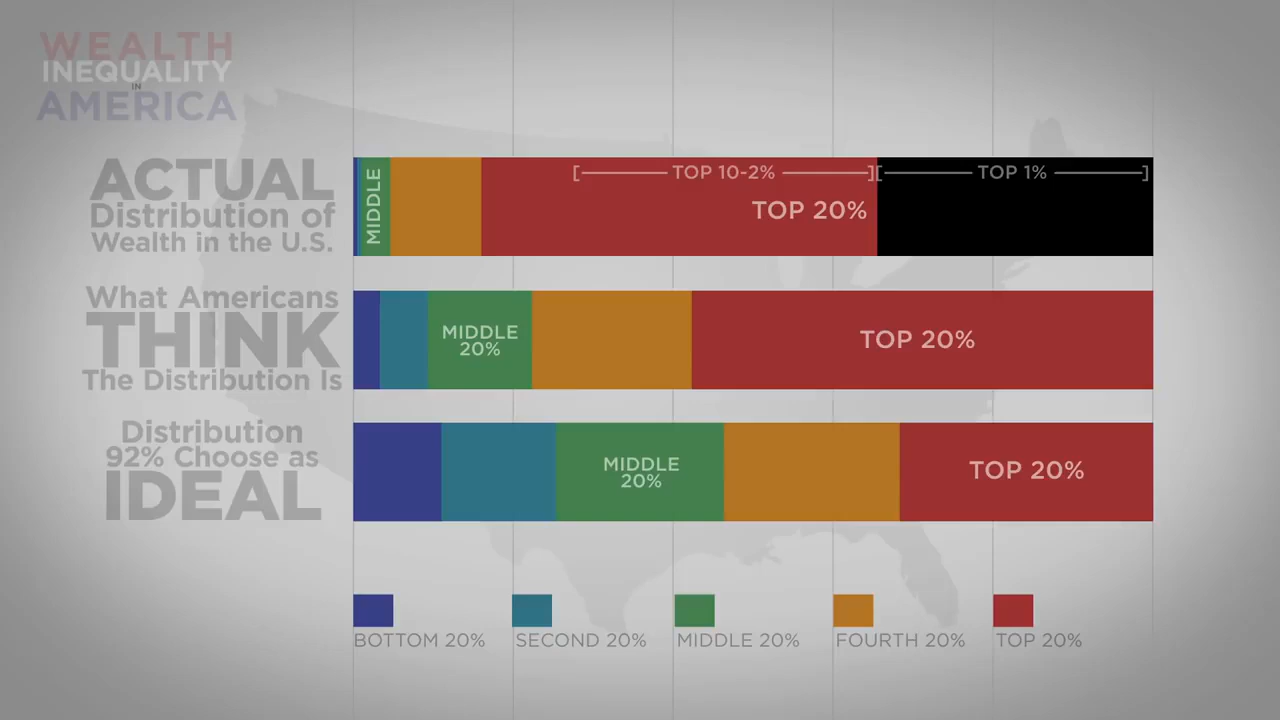 WEALTH
INEQUALITY
IN
AMERICA
ACTUAL
Distribution of
Wealth in the U.S.
MIDDLE
[ TOP 10-2% ]
[ TOP 1% ]
TOP 20%
What Americans
THINK
The Distribution Is
MIDDLE
20%
TOP 20%
Distribution
92% Choose as
IDEAL
MIDDLE
20%
TOP 20%
BOTTOM 20%
SECOND 20%
MIDDLE 20%
FOURTH 20%
TOP 20%